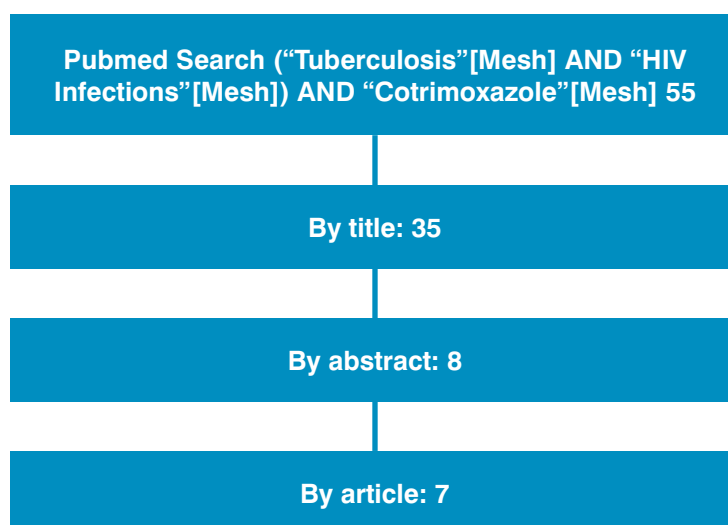 Pubmed Search (“Tuberculosis”[Mesh] AND “HIV
Infections”[Mesh]) AND “Cotrimoxazole”[Mesh] 55
By title: 35
By abstract: 8
By article: 7